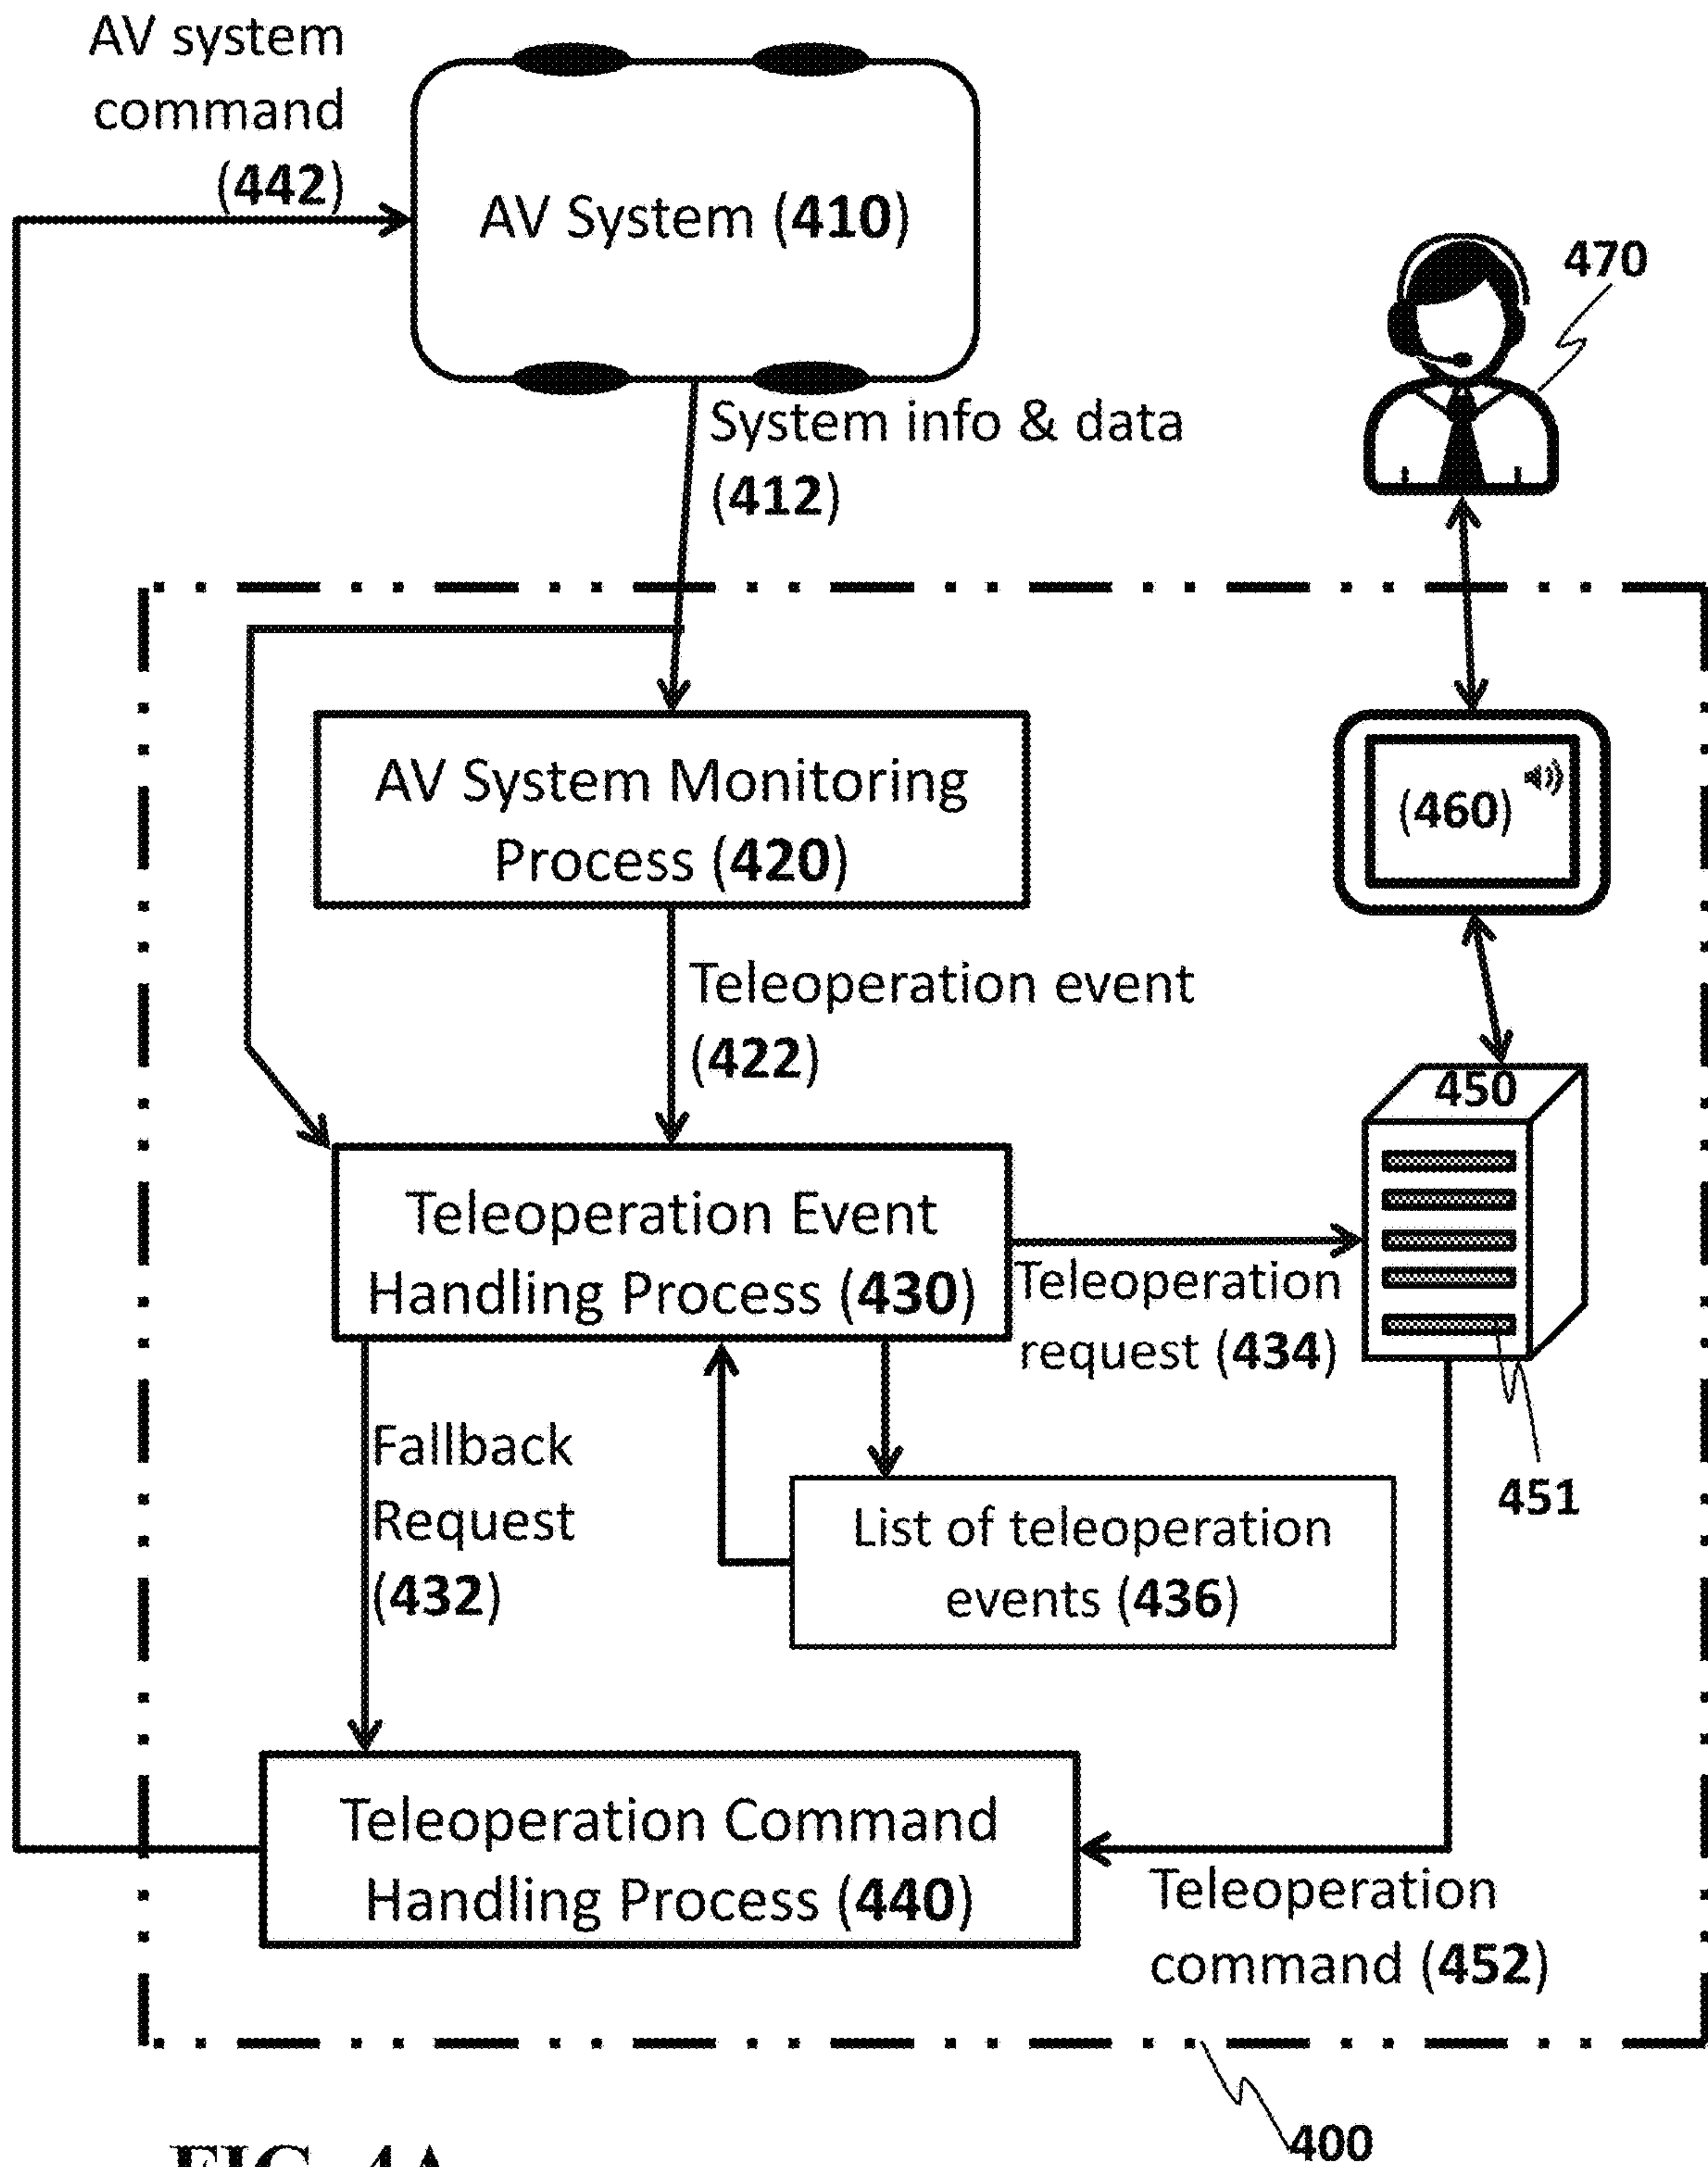 AV system
command
(442)
AV System (410)
470
System info & data
(412)
AV System Monitoring
Process (420)
(460)
Teleoperation event
(422)
450
Teleoperation Event
Handling Process (430)
Teleoperation
request (434)
Fallback
Request
(432)
List of teleoperation
events (436)
451
Teleoperation Command
Handling Process (440)
Teleoperation
command (452)
400
FIG. 4A